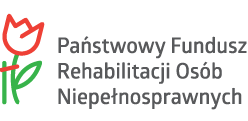 Państwowy Fundusz
Rehabilitacji Osób
Niepełnosprawnych